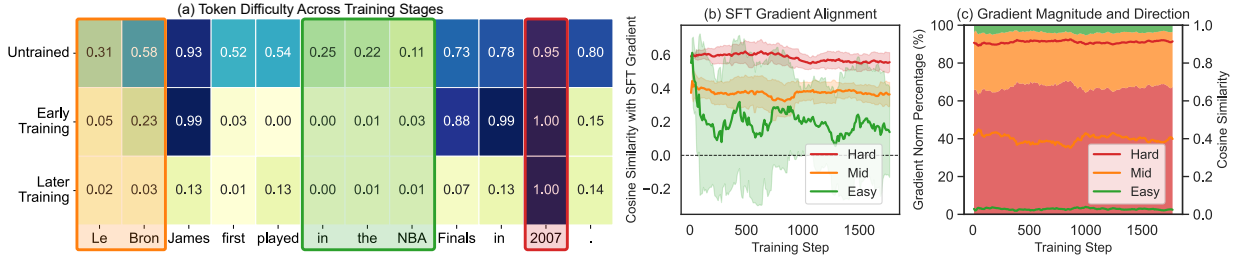 (a) Token Difficulty Across Training Stages
Untrained 0.31 0.58 0.93 0.52 0.54 0.25 0.22 0.11 0.73 0.78 0.95 0.80
Early Training 0.05 0.23 0.99 0.03 0.00 0.00 0.01 0.03 0.88 0.99 1.00 0.15
Later Training 0.02 0.03 0.13 0.01 0.13 0.00 0.01 0.01 0.07 0.13 1.00 0.14
Le Bron James first played in the NBA Finals in 2007 .
(b) SFT Gradient Alignment
Cosine Similarity with SFT Gradient
0.6
0.4
0.2
0.0
−0.2
Hard
Mid
Easy
0 500 1000 1500
Training Step
(c) Gradient Magnitude and Direction
Gradient Norm Percentage (%)
100
80
60
40
20
0
Hard
Mid
Easy
1.0
0.8
0.6
0.4
0.2
0.0
Cosine Similarity
0 500 1000 1500
Training Step